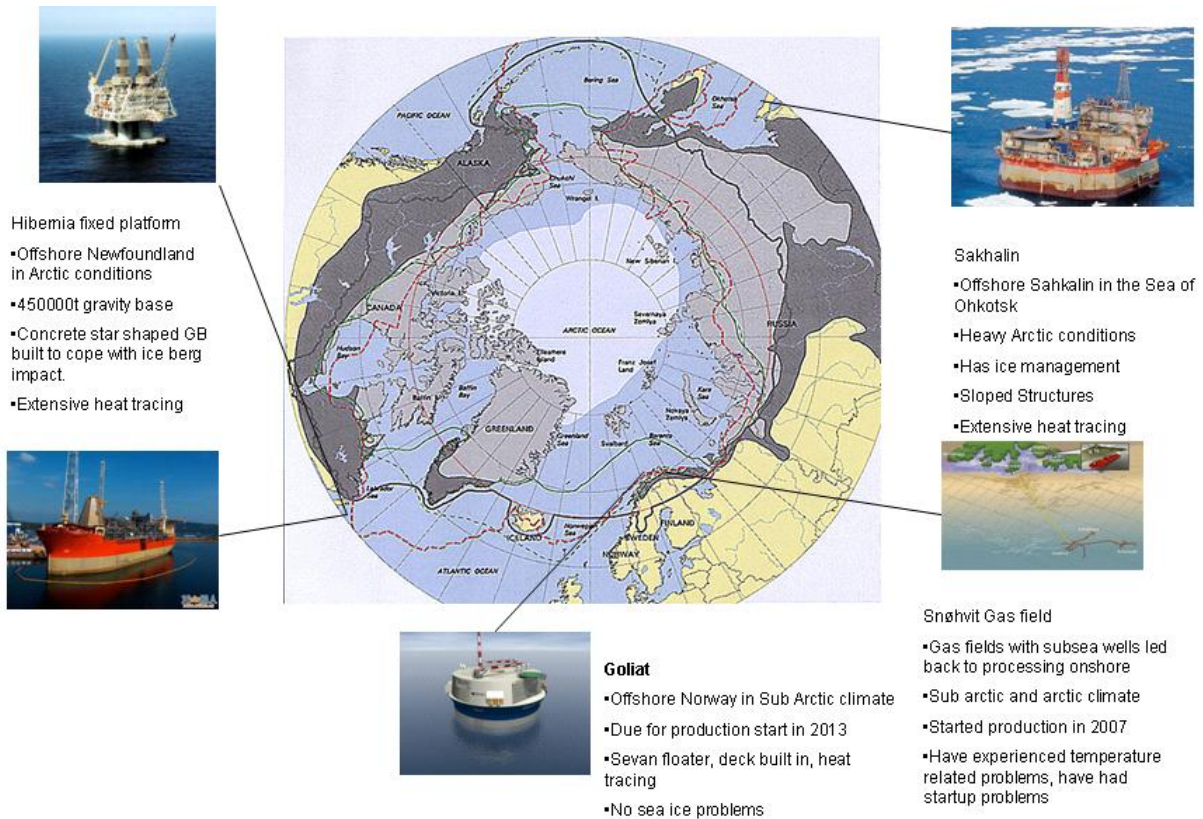 Hibernia fixed platform
▪Offshore Newfoundland
in Arctic conditions
▪450000t gravity base
▪Concrete star shaped GB
built to cope with ice berg
impact.
▪Extensive heat tracing
Bering Sea
Okhotsk
Sea
PACIFIC OCEAN
ALASKA
Chukchi
Sea
Wrangel I.
New Siberian I.
Victoria I.
CANADA
Severnaya
Zemlya
RUSSIA
ARCTIC OCEAN
Hudson
Bay
Ellesmere
Island
Franz Josef
Land
Baffin
Bay
Kara
Sea
Baffin I.
Novaya
Zemlya
GREENLAND
Greenland
Sea
Svalbard
Barents
Sea
Labrador
Sea
ICELAND
Norwegian
Sea
FINLAND
SWEDEN
NORWAY
ATLANTIC OCEAN
Sakhalin
▪Offshore Sahkalin in the Sea of
Ohkotsk
▪Heavy Arctic conditions
▪Has ice management
▪Sloped Structures
▪Extensive heat tracing
Goliat
▪Offshore Norway in Sub Arctic climate
▪Due for production start in 2013
▪Sevan floater, deck built in, heat
tracing
▪No sea ice problems
Snøhvit Gas field
▪Gas fields with subsea wells led
back to processing onshore
▪Sub arctic and arctic climate
▪Started production in 2007
▪Have experienced temperature
related problems, have had
startup problems